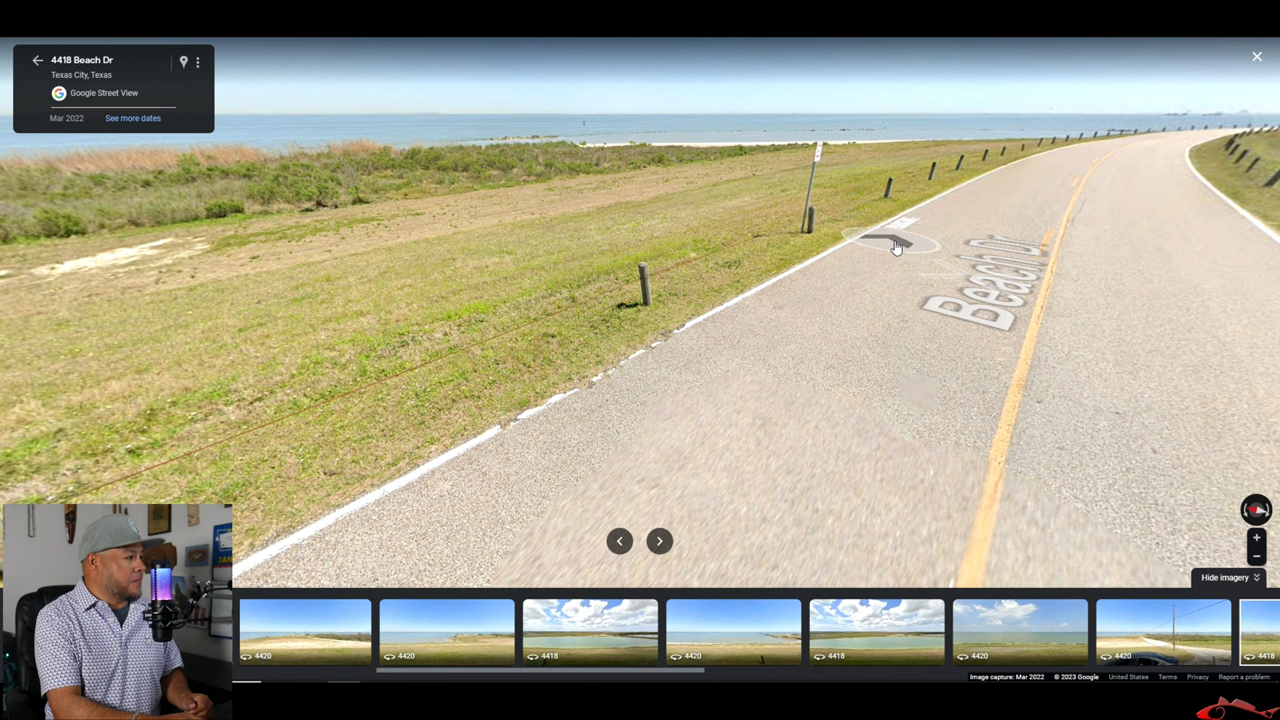 4418 Beach Dr
Texas City, Texas
Google Street View
Mar 2022
See more dates
Beach Dr
Hide imagery
4420
4420
4418
4420
4418
4420
4420
4418
Image capture: Mar 2022
© 2023 Google
United States
Terms
Privacy
Report a problem